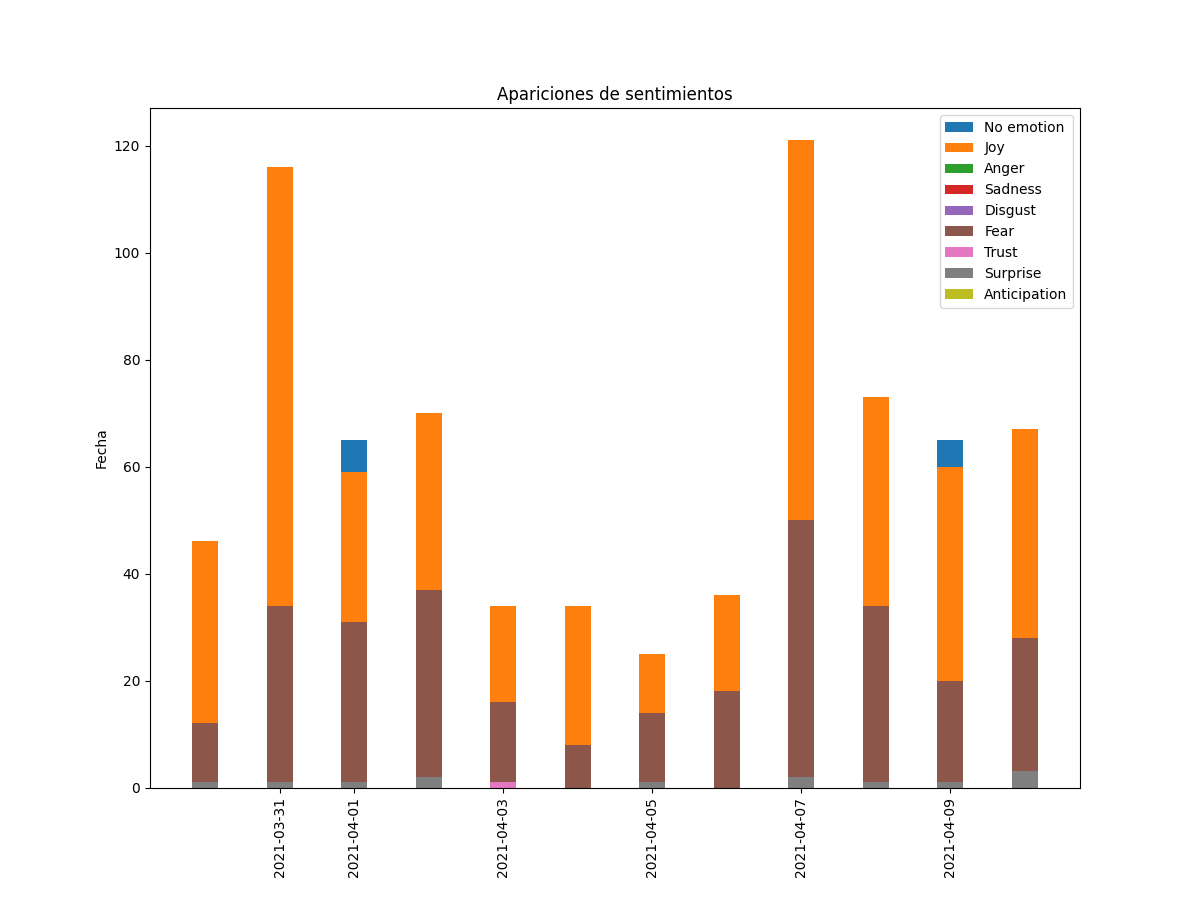 Apariciones de sentimientos
No emotion
Joy
Anger
Sadness
Disgust
Fear
Trust
Surprise
Anticipation
Fecha
120
100
80
60
40
20
0
2021-03-31
2021-04-01
2021-04-03
2021-04-05
2021-04-07
2021-04-09